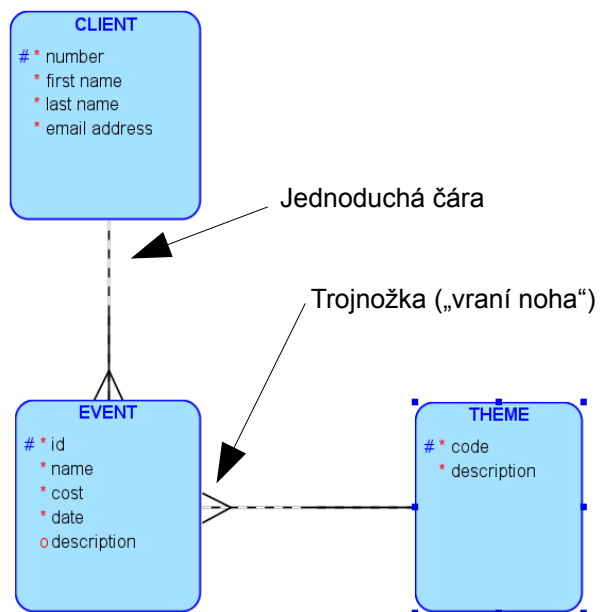 CLIENT
# * number
* first name
* last name
* email address
Jednoduchá čára
Trojnožka („vraní noha“)
EVENT
# * id
* name
* cost
* date
o description
THEME
# * code
* description